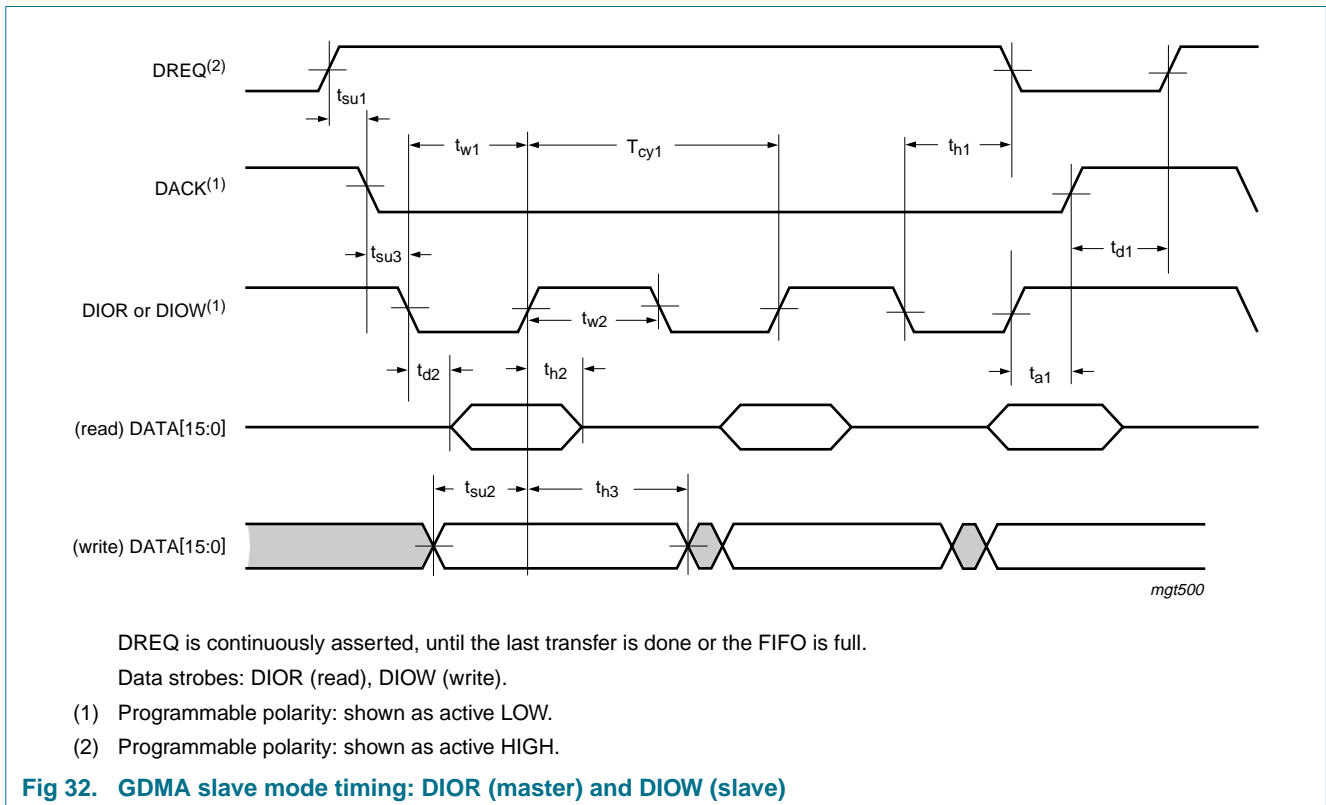 DREQ(2)
tsu1
tw1
Tcy1
th1
DACK(1)
tsu3
td1
DIOR or DIOW(1)
tw2
td2
th2
ta1
(read) DATA[15:0]
tsu2
th3
(write) DATA[15:0]
mgt500
DREQ is continuously asserted, until the last transfer is done or the FIFO is full.
Data strobes: DIOR (read), DIOW (write).
(1) Programmable polarity: shown as active LOW.
(2) Programmable polarity: shown as active HIGH.
Fig 32. GDMA slave mode timing: DIOR (master) and DIOW (slave)